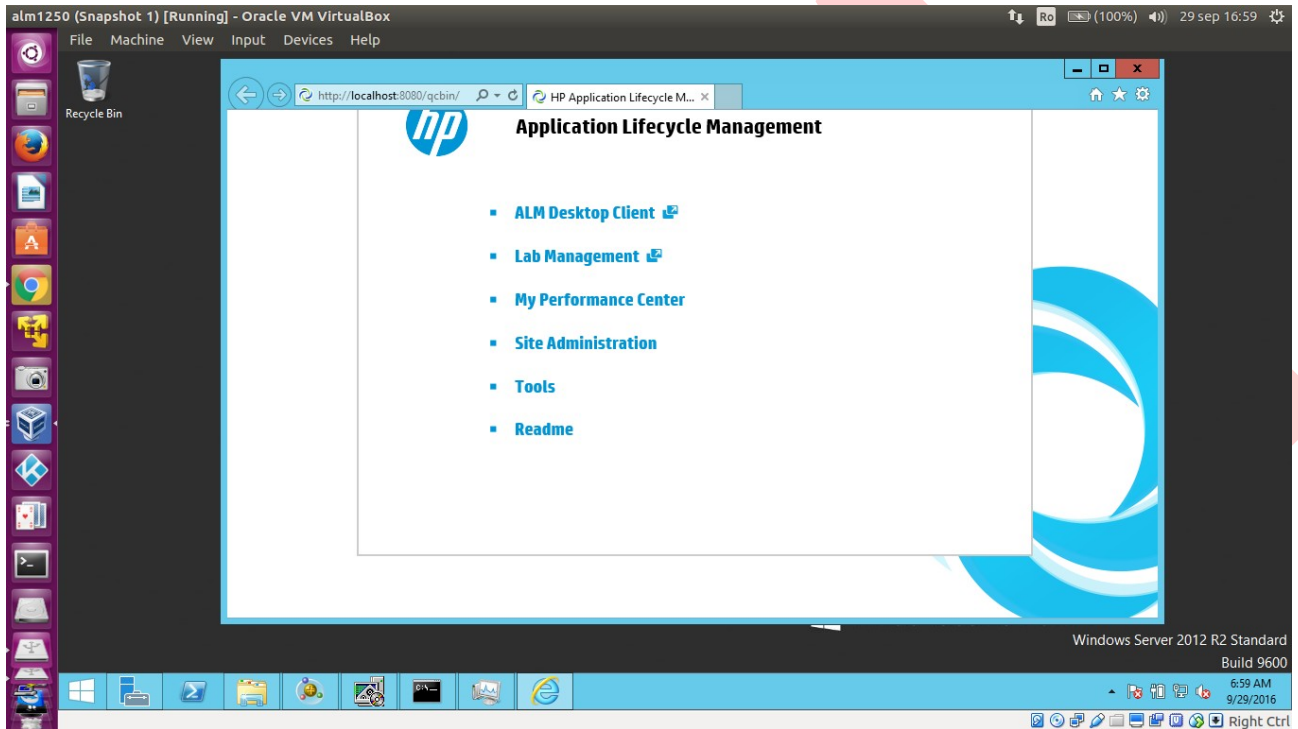 alm1250 (Snapshot 1) [Running] - Oracle VM VirtualBox
Ro (100%) 29 sep 16:59
File Machine View Input Devices Help
Recycle Bin
http://localhost:8080/qcbin/
HP Application Lifecycle M...
hp
Application Lifecycle Management
ALM Desktop Client
Lab Management
My Performance Center
Site Administration
Tools
Readme
Windows Server 2012 R2 Standard
Build 9600
6:59 AM
9/29/2016
Right Ctrl